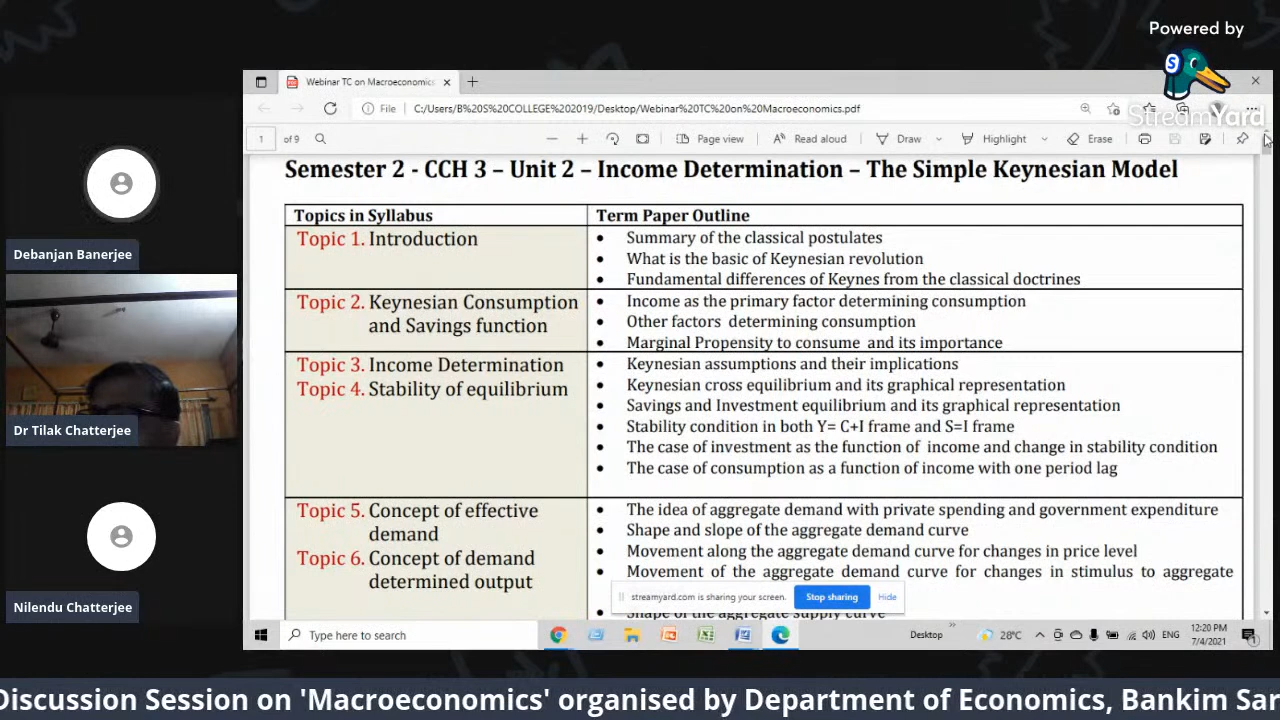 Powered by
StreamYard
Webinar TC on Macroeconomics
File C:/Users/B%20S%20COLLEGE%202019/Desktop/Webinar%20TC%20on%20Macroeconomics.pdf
1 of 9 Page view Read aloud Draw Highlight Erase
Semester 2 - CCH 3 – Unit 2 – Income Determination – The Simple Keynesian Model
Topics in Syllabus
Term Paper Outline
Topic 1. Introduction
• Summary of the classical postulates
• What is the basic of Keynesian revolution
• Fundamental differences of Keynes from the classical doctrines
Topic 2. Keynesian Consumption
and Savings function
• Income as the primary factor determining consumption
• Other factors determining consumption
• Marginal Propensity to consume and its importance
Topic 3. Income Determination
Topic 4. Stability of equilibrium
• Keynesian assumptions and their implications
• Keynesian cross equilibrium and its graphical representation
• Savings and Investment equilibrium and its graphical representation
• Stability condition in both Y= C+I frame and S=I frame
• The case of investment as the function of income and change in stability condition
• The case of consumption as a function of income with one period lag
Topic 5. Concept of effective
demand
Topic 6. Concept of demand
determined output
• The idea of aggregate demand with private spending and government expenditure
• Shape and slope of the aggregate demand curve
• Movement along the aggregate demand curve for changes in price level
• Movement of the aggregate demand curve for changes in stimulus to aggregate
• Shape of the aggregate supply curve
streamyard.com is sharing your screen. Stop sharing Hide
Type here to search
Desktop
28°C
ENG
12:20 PM
7/4/2021
Debanjan Banerjee
Dr Tilak Chatterjee
Nilendu Chatterjee
Discussion Session on 'Macroeconomics' organised by Department of Economics, Bankim Sar